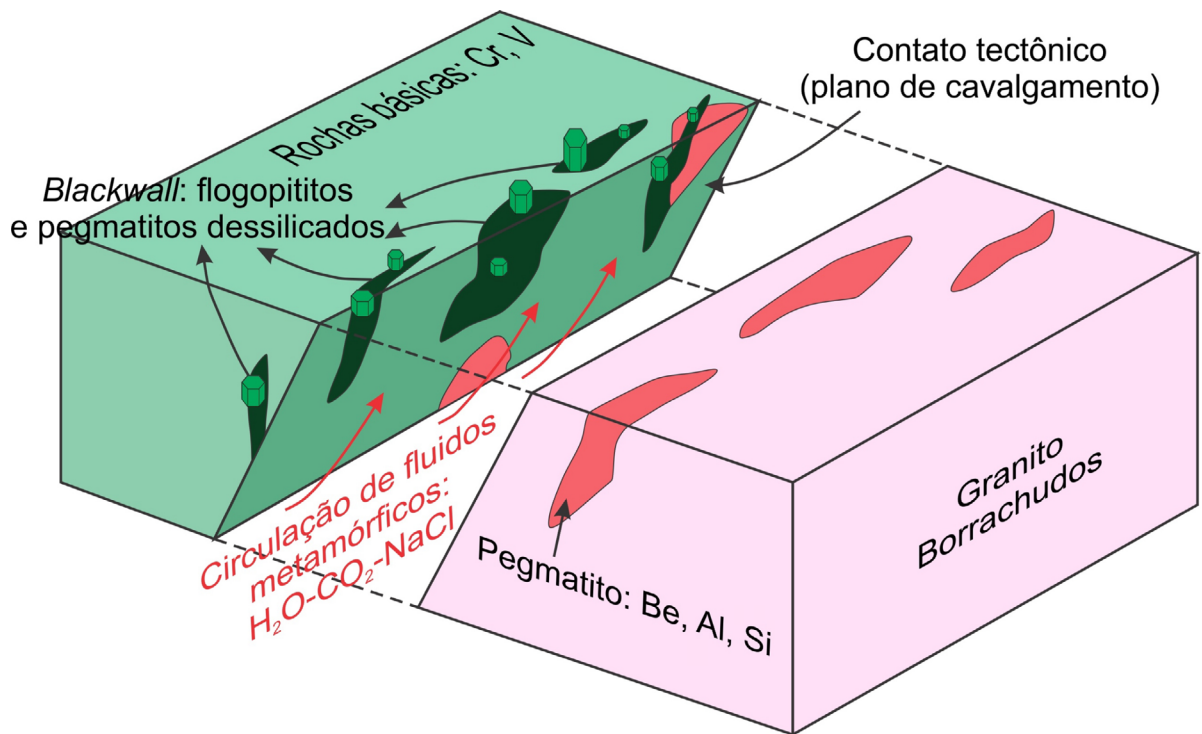 Rochas básicas: Cr, V
Contato tectônico
(plano de cavalgamento)
Blackwall: flogopititos
e pegmatitos dessilicados
Circulação de fluidos
metamórficos:
H₂O-CO₂-NaCl
Pegmatito: Be, Al, Si
Granito
Borrachudos